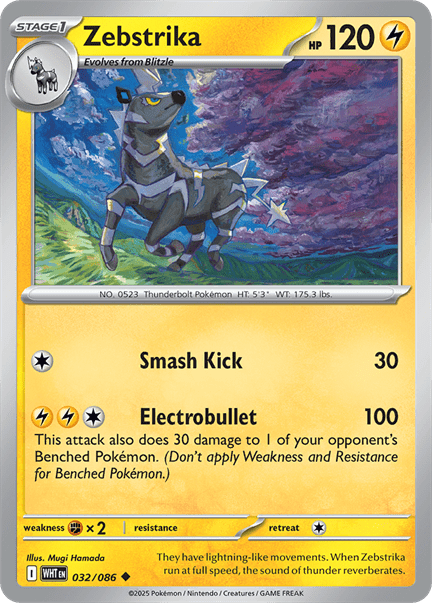 STAGE 1
Zebstrika
HP 120
Evolves from Blitzle
NO. 0523 Thunderbolt Pokémon HT: 5'3" WT: 175.3 lbs.
Smash Kick 30
Electrobullet 100
This attack also does 30 damage to 1 of your opponent's
Benched Pokémon. (Don't apply Weakness and Resistance
for Benched Pokémon.)
weakness ×2 resistance retreat
Illus. Mugi Hamada
They have lightning-like movements. When Zebstrika
run at full speed, the sound of thunder reverberates.
I WHT EN 032/086
©2025 Pokémon / Nintendo / Creatures / GAME FREAK